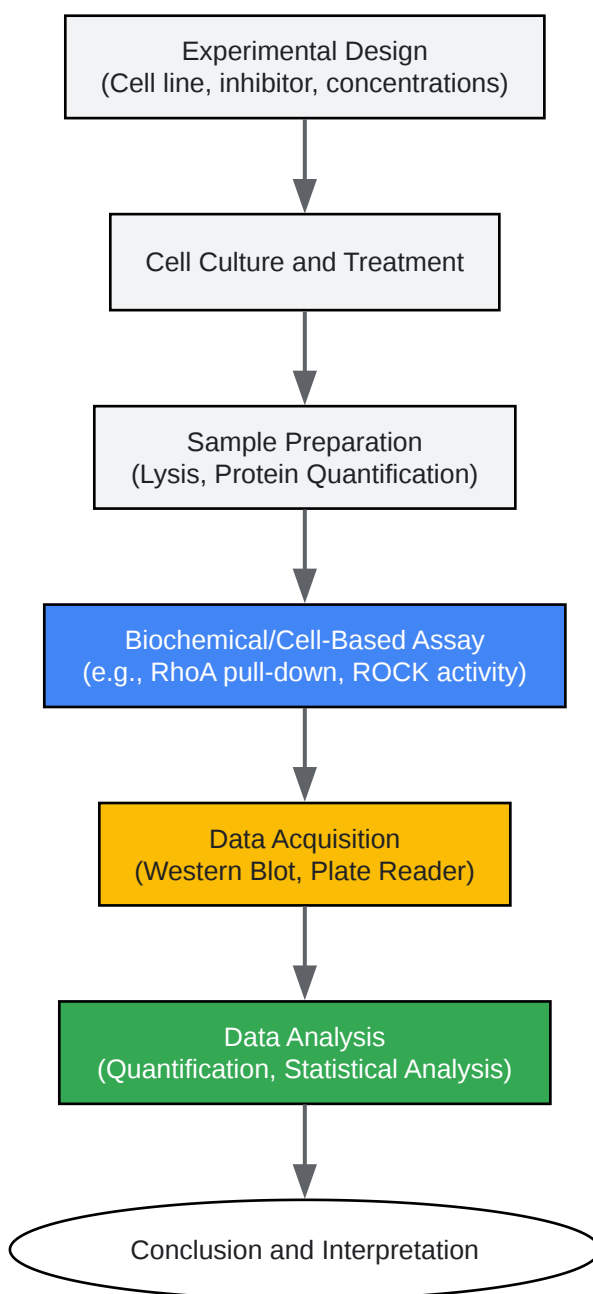 Experimental Design
(Cell line, inhibitor, concentrations)
Cell Culture and Treatment
Sample Preparation
(Lysis, Protein Quantification)
Biochemical/Cell-Based Assay
(e.g., RhoA pull-down, ROCK activity)
Data Acquisition
(Western Blot, Plate Reader)
Data Analysis
(Quantification, Statistical Analysis)
Conclusion and Interpretation